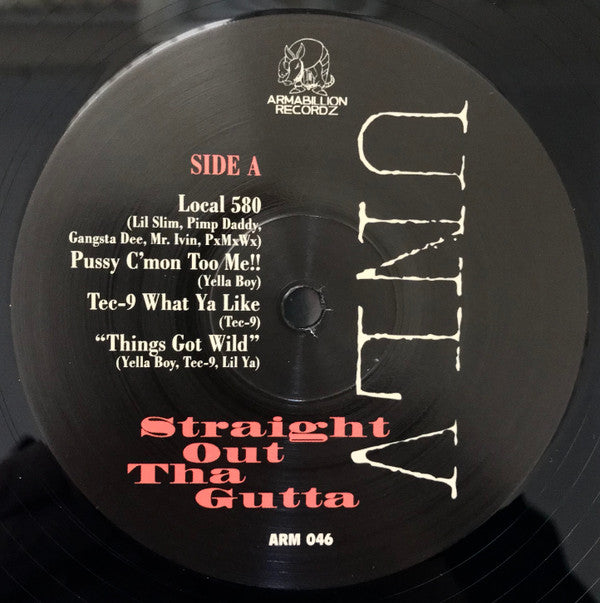 ARMABILLION
RECORDZ
UNLV
SIDE A
Local 580
(Lil Slim, Pimp Daddy,
Gangsta Dee, Mr. Ivin, PxMxWx)
Pussy C'mon Too Me!!
(Yella Boy)
Tec-9 What Ya Like
(Tec-9)
“Things Got Wild”
(Yella Boy, Tec-9, Lil Ya)
Straight
Out
Tha
Gutta
ARM 046